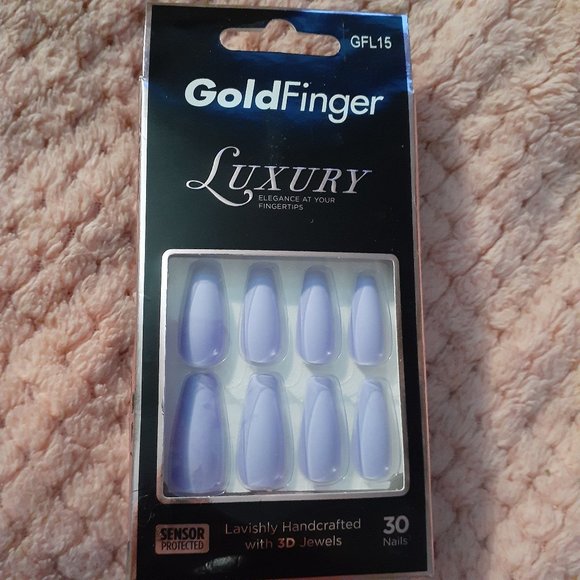 GFL15
GoldFinger
LUXURY
ELEGANCE AT YOUR
FINGERTIPS
SENSOR
PROTECTED
Lavishly Handcrafted
with 3D Jewels
30
Nails